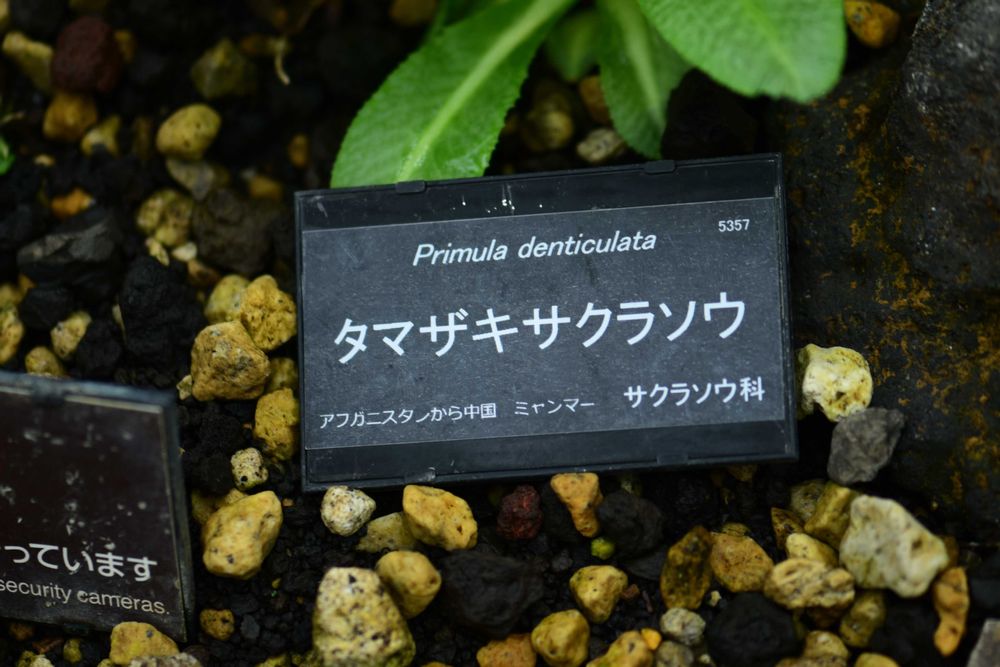 5357
Primula denticulata
タマザキサクラソウ
サクラソウ科
アフガニスタンから中国　ミャンマー
っています
security cameras.